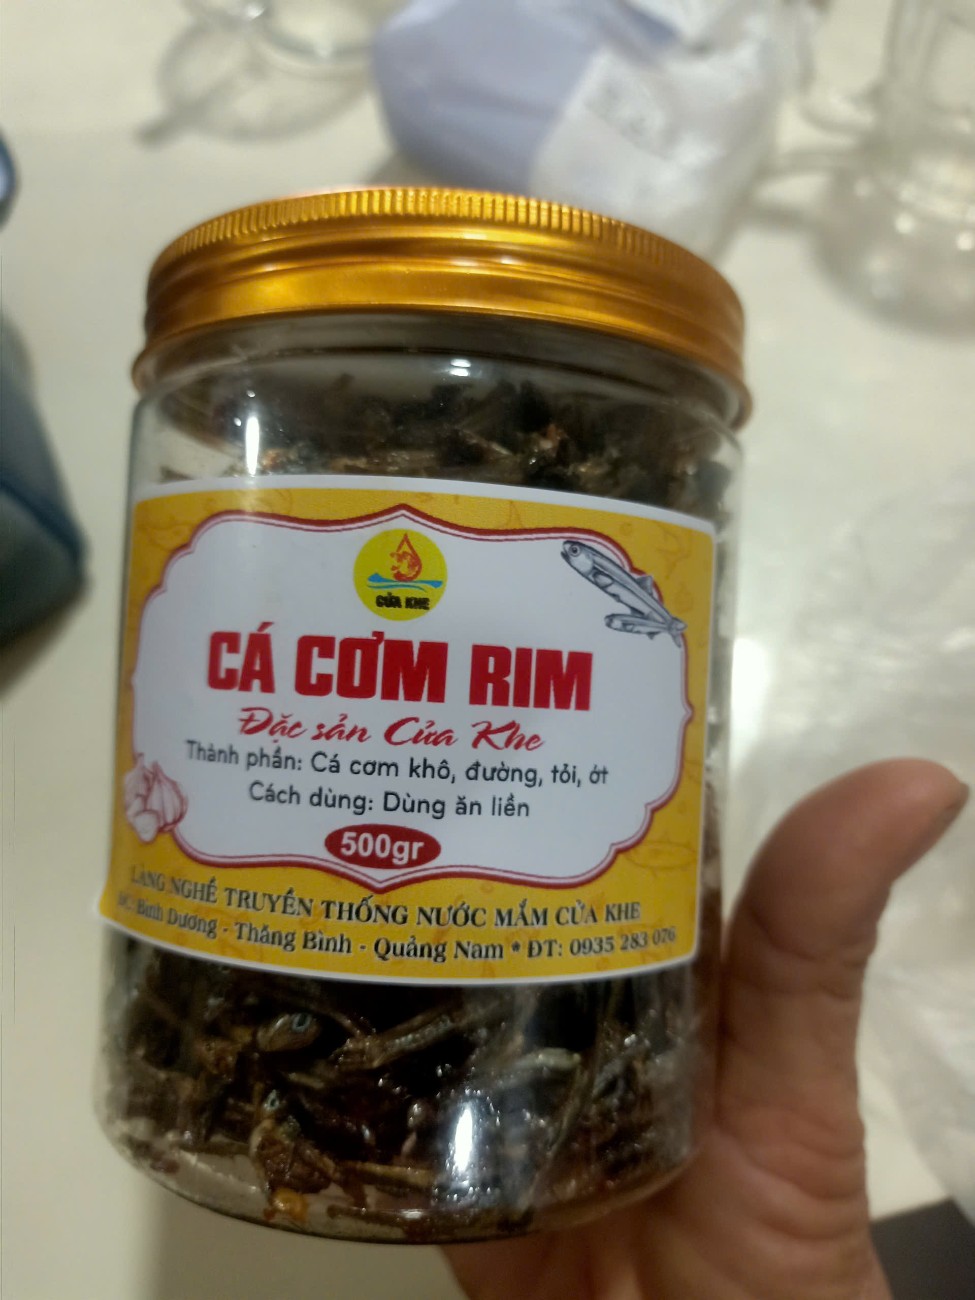 CỬA KHE
CÁ CƠM RIM
Đặc sản Cửa Khe
Thành phần: Cá cơm khô, đường, tỏi, ớt
Cách dùng: Dùng ăn liền
500gr
LÀNG NGHỀ TRUYỀN THỐNG NƯỚC MẮM CỬA KHE
ĐC: Bình Dương - Thăng Bình - Quảng Nam * ĐT: 0935 283 076